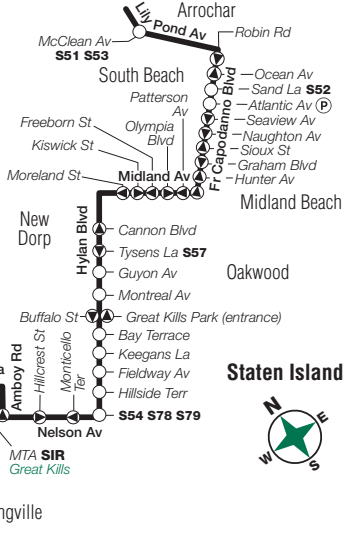 Arrochar
Lily Pond Av
McClean Av
S51 S53
Robin Rd
South Beach
Ocean Av
Sand La S52
Patterson
Av
Atlantic Av P
Seaview Av
Freeborn St
Olympia
Blvd
Naughton Av
Kiswick St
Sioux St
Fr Capodanno Blvd
Graham Blvd
Moreland St
Midland Av
Hunter Av
Midland Beach
New
Dorp
Hylan Blvd
Cannon Blvd
Tysens La S57
Guyon Av
Oakwood
Montreal Av
Buffalo St
Great Kills Park (entrance)
Bay Terrace
Keegans La
Fieldway Av
Hillside Terr
a
Amboy Rd
Hillcrest St
Monticello
Ter
Staten Island
S54 S78 S79
Nelson Av
N
E
W
S
MTA SIR
Great Kills
ngville